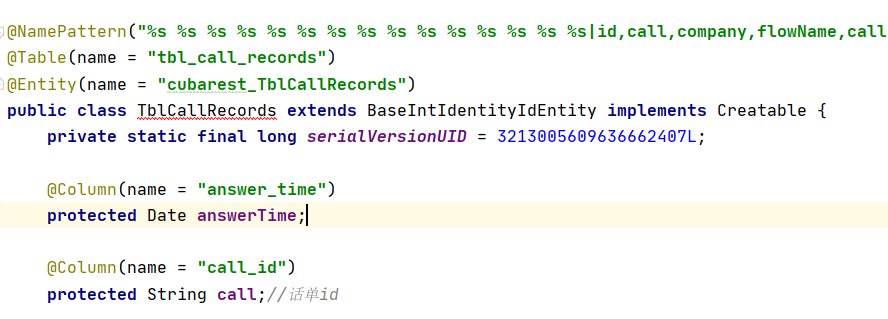 @NamePattern("%s %s %s %s %s %s %s %s %s %s %s %s %s %s %s|id,call,company,flowName,call
@Table(name = "tbl_call_records")
@Entity(name = "cubarest_TblCallRecords")
public class TblCallRecords extends BaseIntIdentityIdEntity implements Creatable {
private static final long serialVersionUID = 3213005609636662407L;
@Column(name = "answer_time")
protected Date answerTime;
@Column(name = "call_id")
protected String call;//话单id